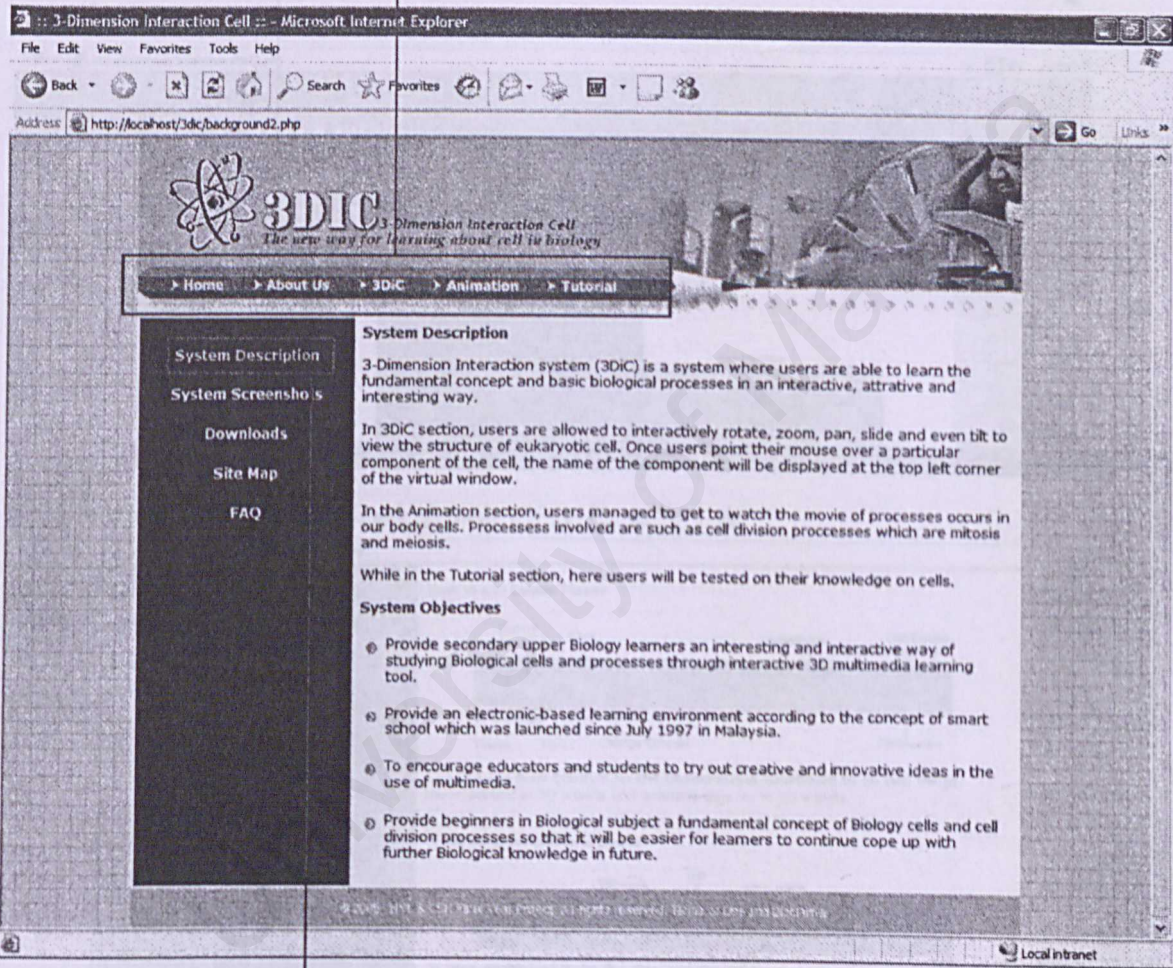 :: 3-Dimension Interaction Cell :: - Microsoft Internet Explorer
File Edit View Favorites Tools Help
Back Search Favorites
Address http://localhost/3dic/background2.php Go Links »
3DIC 3-Dimension Interaction Cell
The new way for learning about cell in biology
Home About Us 3DiC Animation Tutorial
System Description
System Screenshots
Downloads
Site Map
FAQ
System Description
3-Dimension Interaction system (3DiC) is a system where users are able to learn the
fundamental concept and basic biological processes in an interactive, attrative and
interesting way.
In 3DiC section, users are allowed to interactively rotate, zoom, pan, slide and even tilt to
view the structure of eukaryotic cell. Once users point their mouse over a particular
component of the cell, the name of the component will be displayed at the top left corner
of the virtual window.
In the Animation section, users managed to get to watch the movie of processes occurs in
our body cells. Processess involved are such as cell division proccesses which are mitosis
and meiosis.
While in the Tutorial section, here users will be tested on their knowledge on cells.
System Objectives
Provide secondary upper Biology learners an interesting and interactive way of
studying Biological cells and processes through interactive 3D multimedia learning
tool.
Provide an electronic-based learning environment according to the concept of smart
school which was launched since July 1997 in Malaysia.
To encourage educators and students to try out creative and innovative ideas in the
use of multimedia.
Provide beginners in Biological subject a fundamental concept of Biology cells and cell
division processes so that it will be easier for learners to continue cope up with
further Biological knowledge in future.
Local intranet
University of Malaya